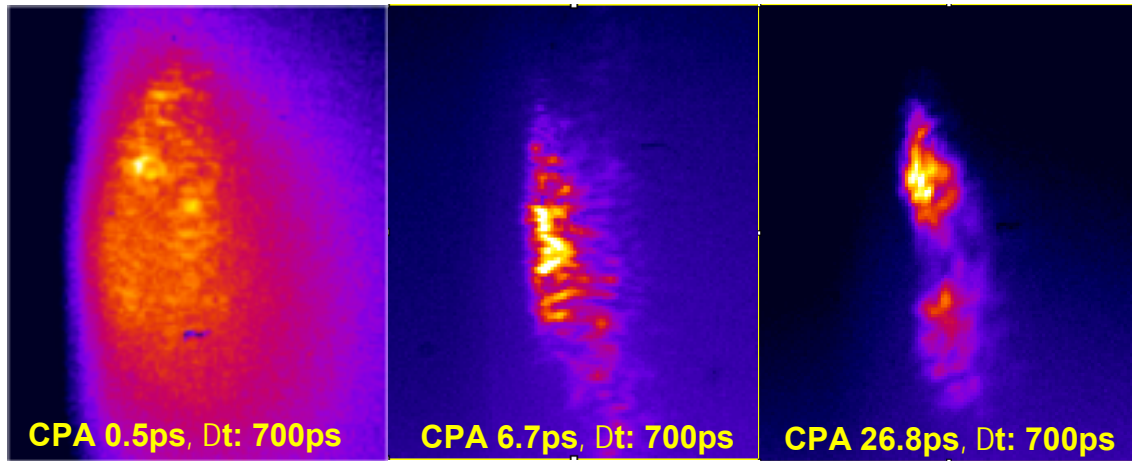 CPA 0.5ps, Dt: 700ps
CPA 6.7ps, Dt: 700ps
CPA 26.8ps, Dt: 700ps